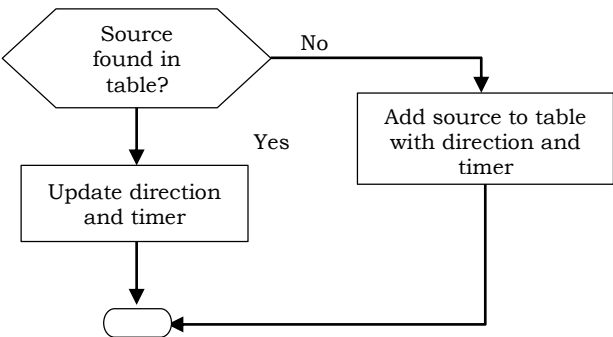 Source
found in
table?
No
Add source to table
with direction and
timer
Yes
Update direction
and timer